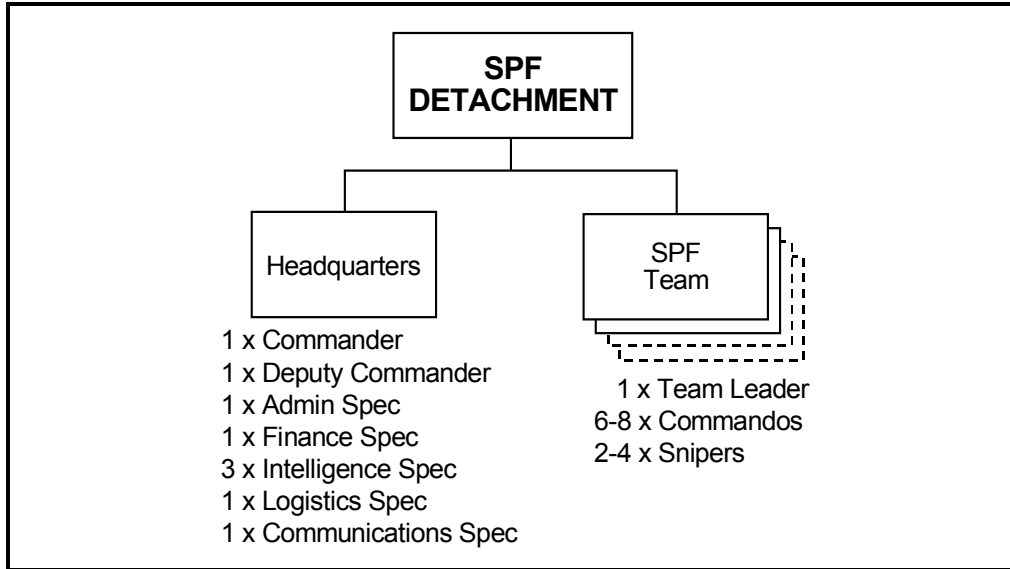 SPF
DETACHMENT
Headquarters
1 x Commander
1 x Deputy Commander
1 x Admin Spec
1 x Finance Spec
3 x Intelligence Spec
1 x Logistics Spec
1 x Communications Spec
SPF
Team
1 x Team Leader
6-8 x Commandos
2-4 x Snipers